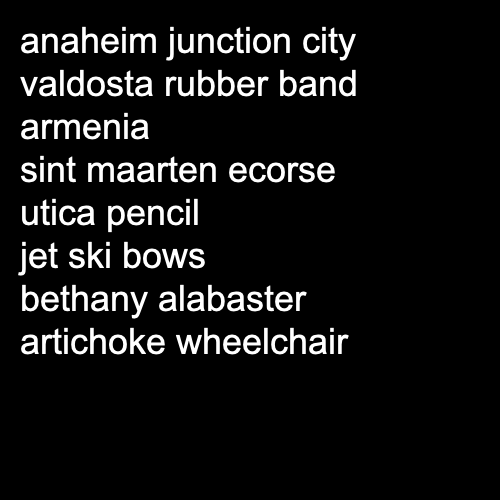 anaheim junction city
valdosta rubber band
armenia
sint maarten ecorse
utica pencil
jet ski bows
bethany alabaster
artichoke wheelchair